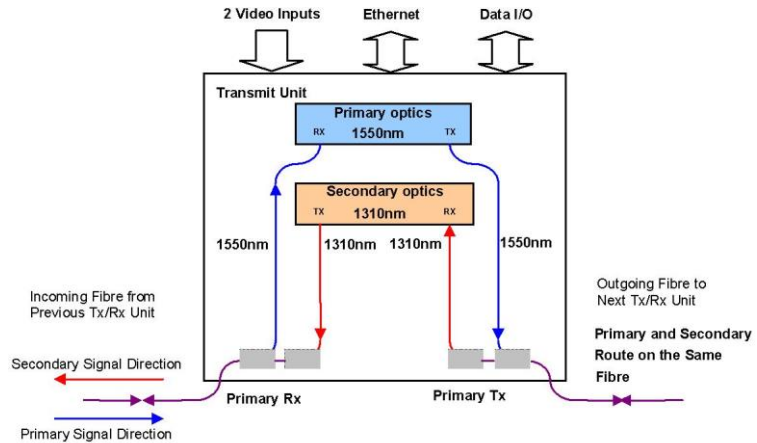 2 Video Inputs
Ethernet
Data I/O
Transmit Unit
Primary optics
RX
1550nm
TX
Secondary optics
TX
1310nm
RX
1550nm
1310nm
1310nm
1550nm
Incoming Fibre from
Previous Tx/Rx Unit
Outgoing Fibre to
Next Tx/Rx Unit
Primary and Secondary
Route on the Same
Fibre
Secondary Signal Direction
Primary Rx
Primary Tx
Primary Signal Direction